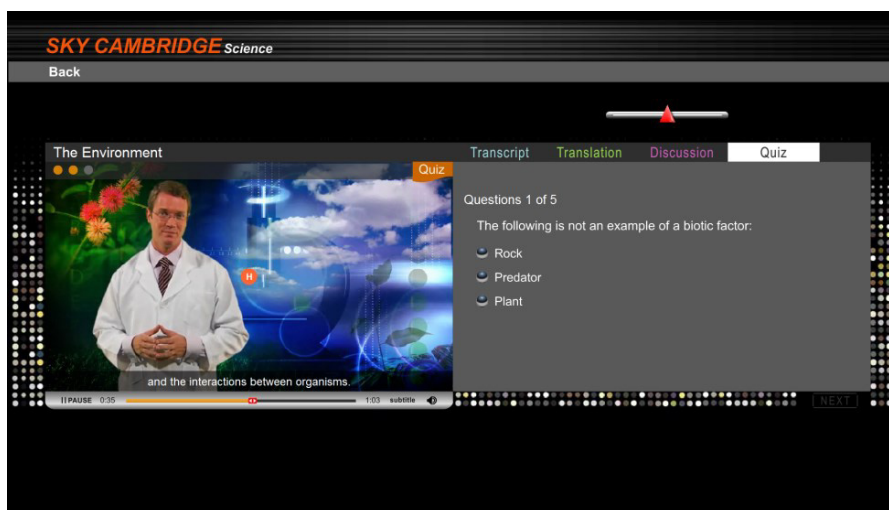 SKY CAMBRIDGE Science
Back
The Environment
Transcript Translation Discussion Quiz
Quiz
Questions 1 of 5
The following is not an example of a biotic factor:
Rock
Predator
Plant
H
and the interactions between organisms.
II PAUSE 0:35 1:03 subtitle
NEXT